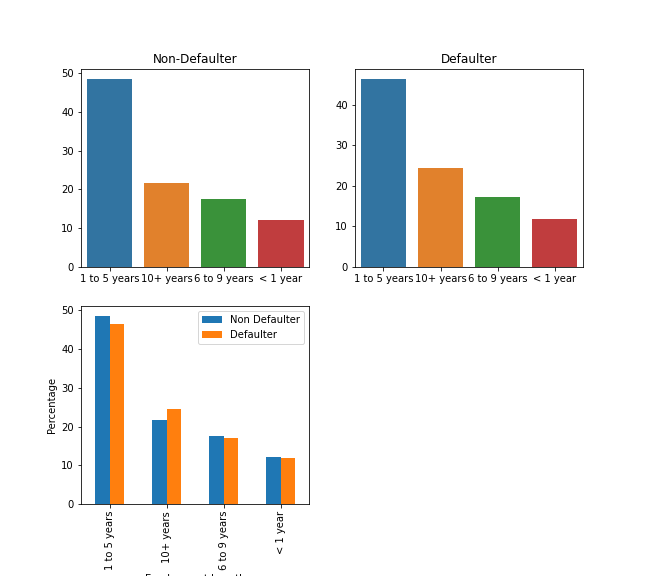 Non-Defaulter
50
40
30
20
10
0
1 to 5 years 10+ years 6 to 9 years < 1 year
Defaulter
40
30
20
10
0
1 to 5 years 10+ years 6 to 9 years < 1 year
Percentage
50
40
30
20
10
0
Non Defaulter
Defaulter
1 to 5 years
10+ years
6 to 9 years
< 1 year